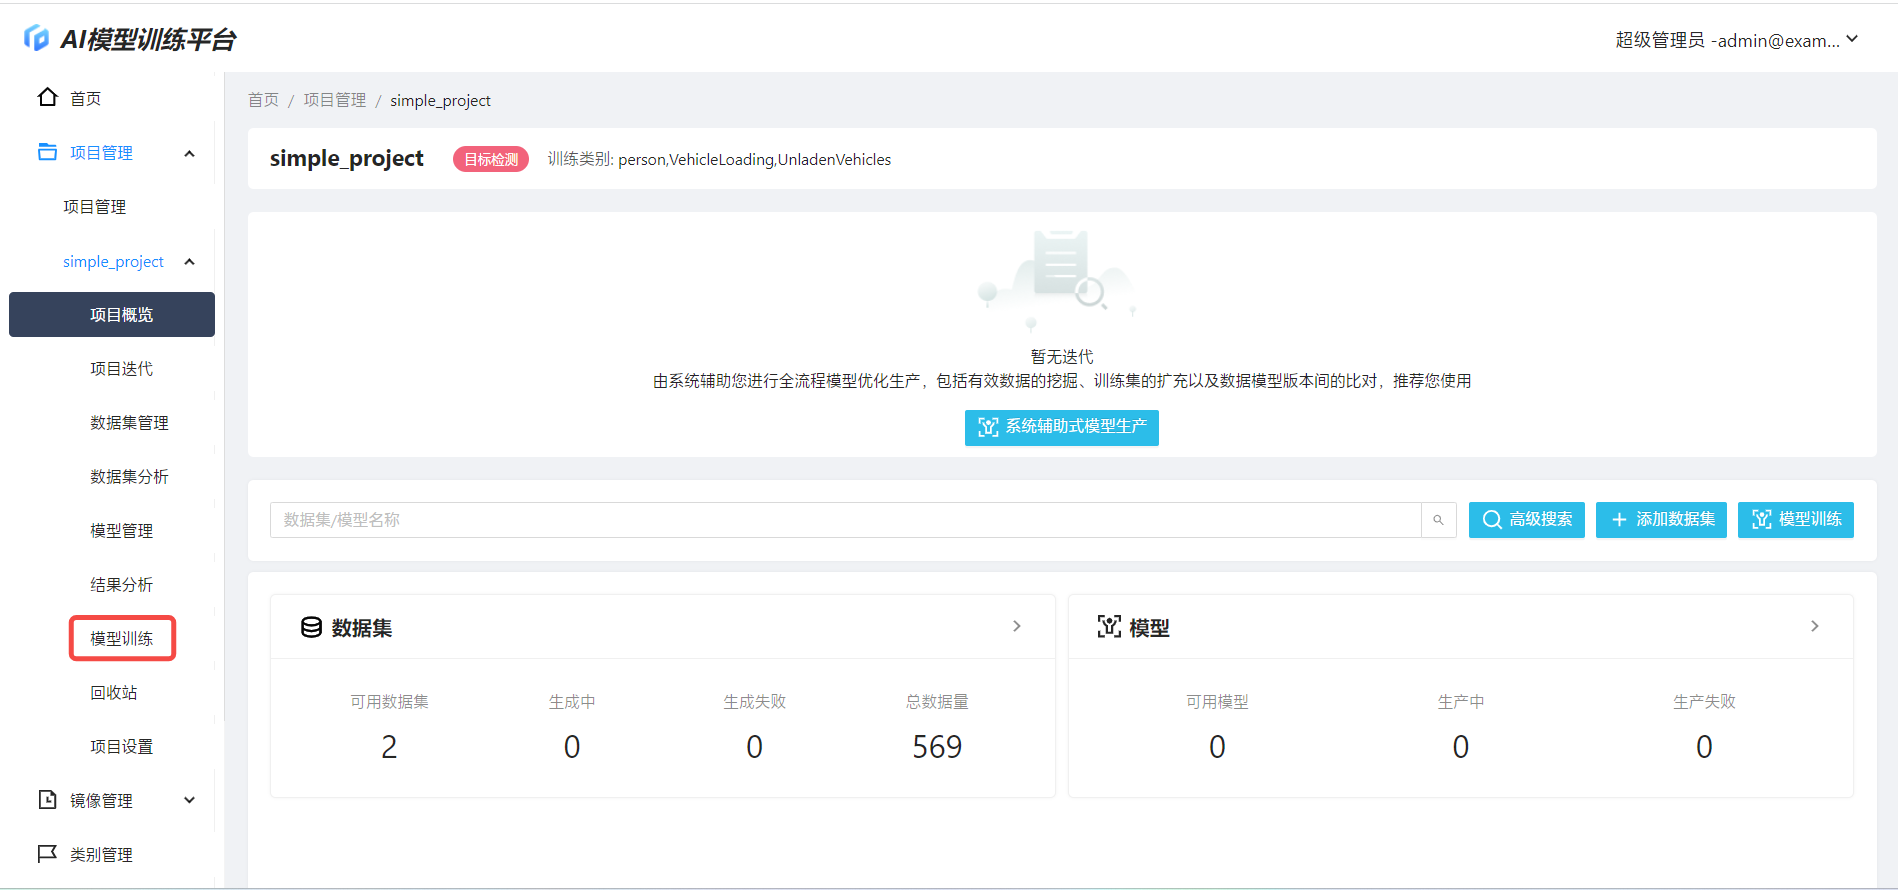 AI模型训练平台
超级管理员 -admin@exam...
首页
项目管理
项目管理
simple_project
项目概览
项目迭代
数据集管理
数据集分析
模型管理
结果分析
模型训练
回收站
项目设置
镜像管理
类别管理
首页 / 项目管理 / simple_project
simple_project 目标检测 训练类别: person,VehicleLoading,UnladenVehicles
暂无迭代
由系统辅助您进行全流程模型优化生产，包括有效数据的挖掘、训练集的扩充以及数据模型版本间的比对，推荐您使用
系统辅助式模型生产
数据集/模型名称 高级搜索 添加数据集 模型训练
数据集
可用数据集 生成中 生成失败 总数据量
2 0 0 569
模型
可用模型 生产中 生产失败
0 0 0